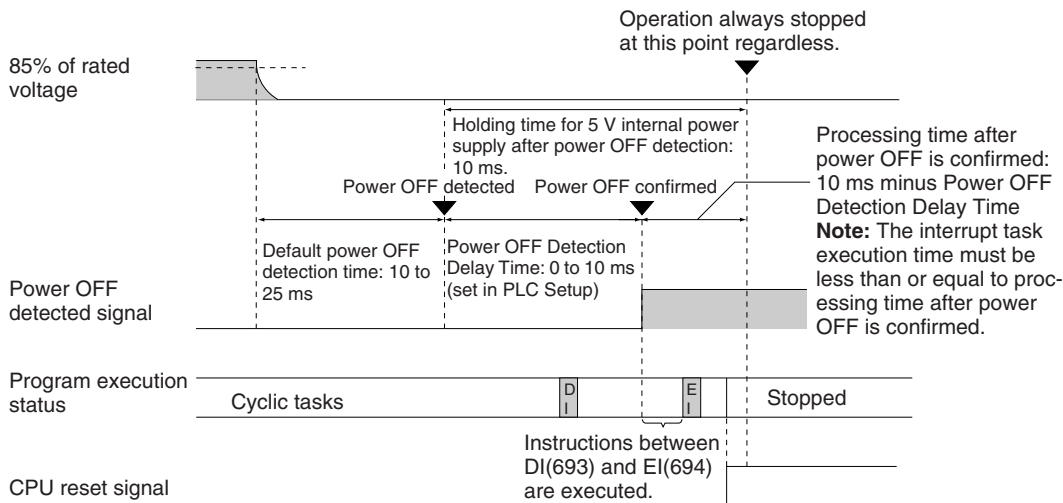 Operation always stopped
at this point regardless.
85% of rated
voltage
Holding time for 5 V internal power
supply after power OFF detection:
10 ms.
Processing time after
power OFF is confirmed:
10 ms minus Power OFF
Detection Delay Time
Note: The interrupt task
execution time must be
less than or equal to proc-
essing time after power
OFF is confirmed.
Power OFF detected
Power OFF confirmed
Default power OFF
detection time: 10 to
25 ms
Power OFF Detection
Delay Time: 0 to 10 ms
(set in PLC Setup)
Power OFF
detected signal
Program execution
status
Cyclic tasks
D
I
E
I
Stopped
Instructions between
DI(693) and EI(694)
are executed.
CPU reset signal